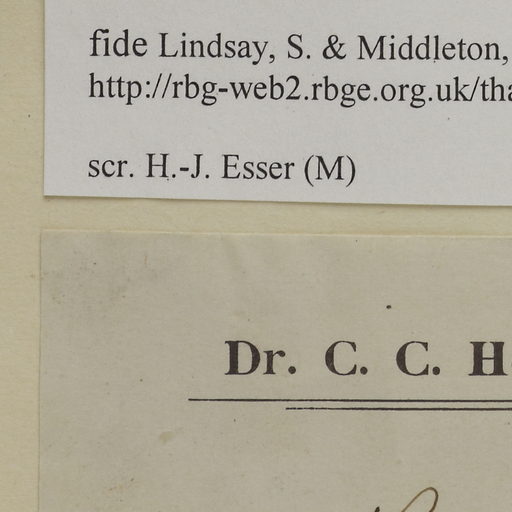 fide Lindsay, S. & Middleton,
http://rbg-web2.rbge.org.uk/tha
scr. H.-J. Esser (M)
Dr. C. C. H